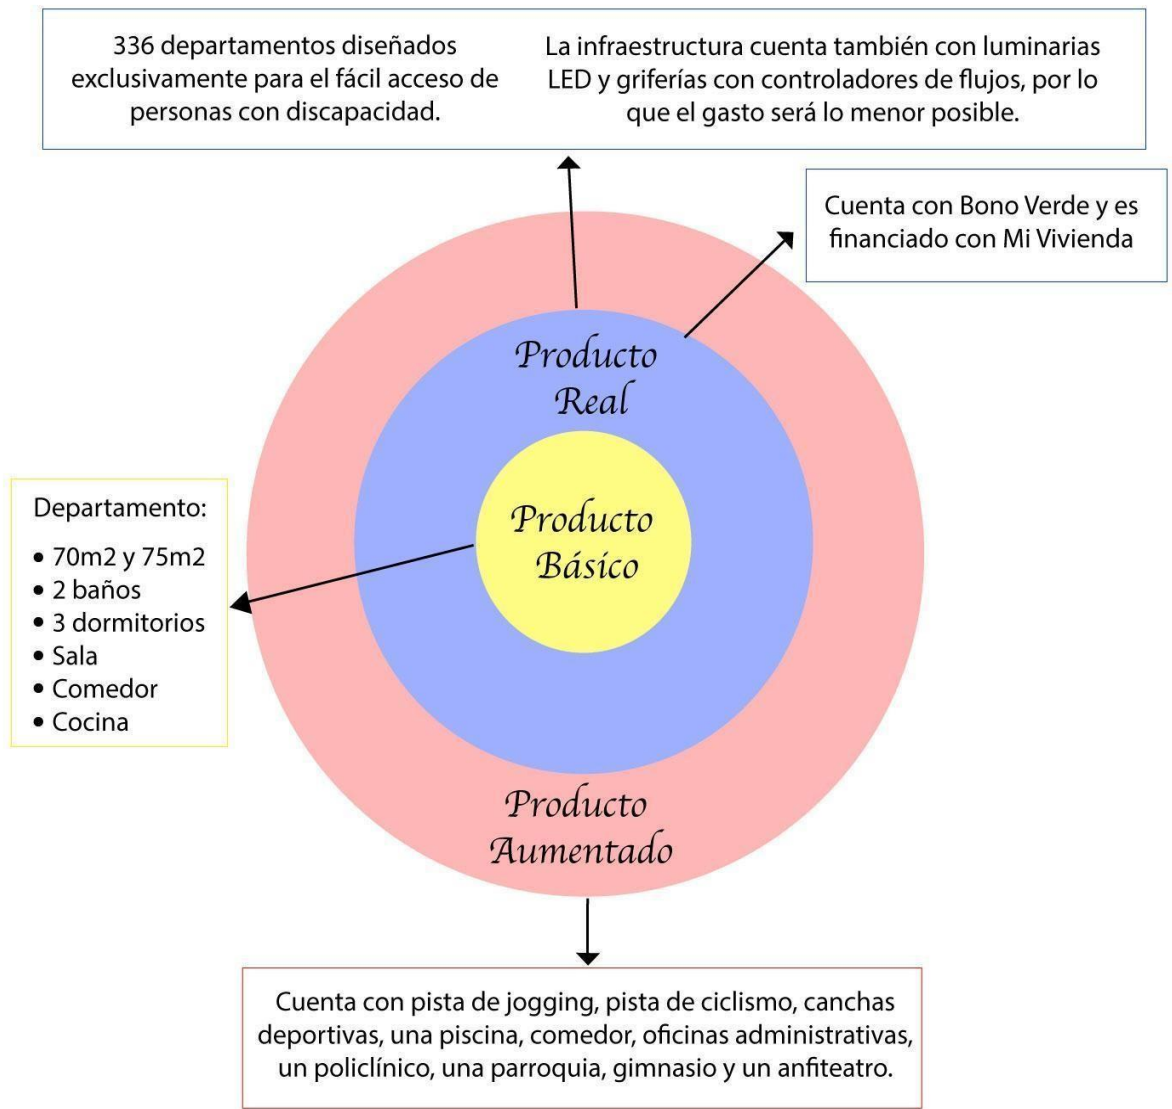 336 departamentos diseñados
exclusivamente para el fácil acceso de
personas con discapacidad.
La infraestructura cuenta también con luminarias
LED y griferías con controladores de flujos, por lo
que el gasto será lo menor posible.
Cuenta con Bono Verde y es
financiado con Mi Vivienda
Producto
Real
Producto
Básico
Departamento:
• 70m2 y 75m2
• 2 baños
• 3 dormitorios
• Sala
• Comedor
• Cocina
Producto
Aumentado
Cuenta con pista de jogging, pista de ciclismo, canchas
deportivas, una piscina, comedor, oficinas administrativas,
un policlínico, una parroquia, gimnasio y un anfiteatro.